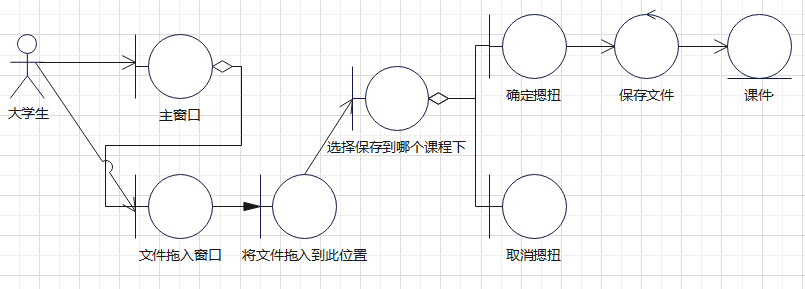 大学生
主窗口
文件拖入窗口
将文件拖入到此位置
选择保存到哪个课程下
确定摁扭
保存文件
课件
取消摁扭